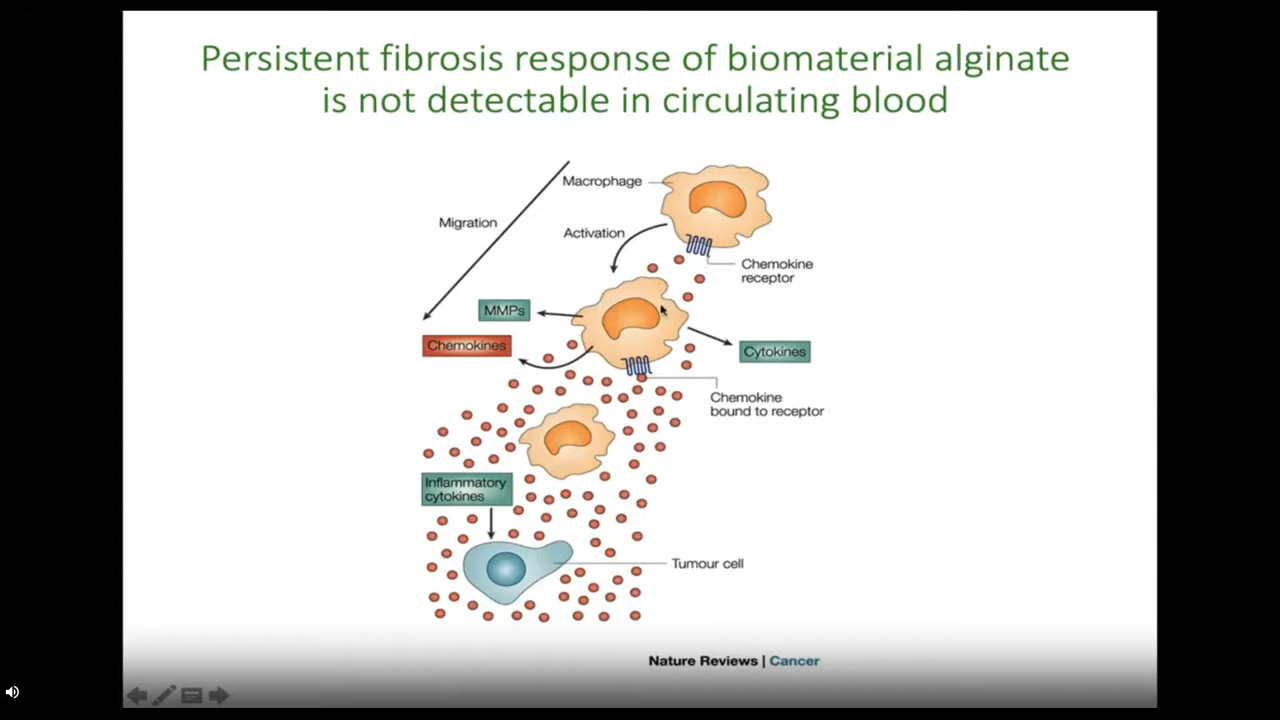 Persistent fibrosis response of biomaterial alginate
is not detectable in circulating blood
Macrophage
Migration
Activation
Chemokine
receptor
MMPs
Chemokines
Cytokines
Chemokine
bound to receptor
Inflammatory
cytokines
Tumour cell
Nature Reviews | Cancer